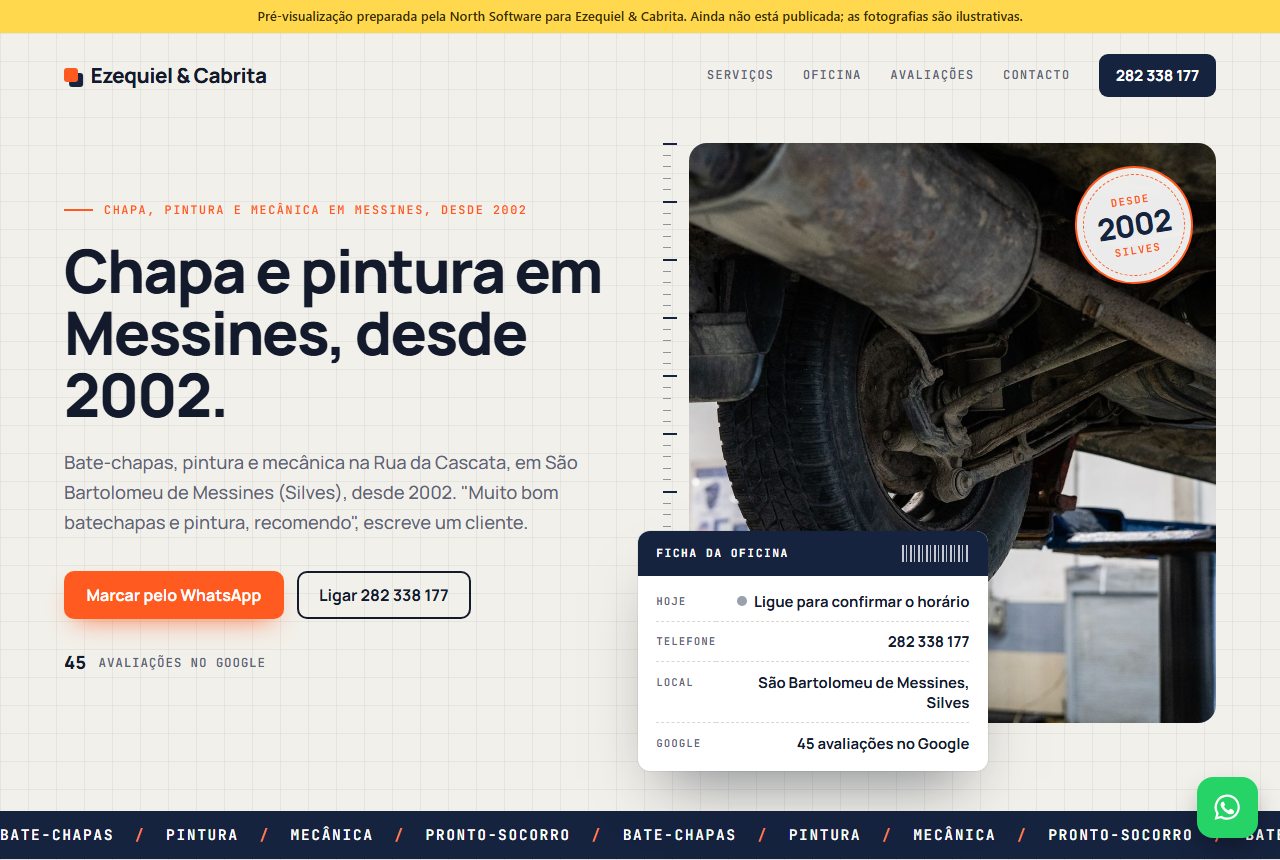 Pré-visualização preparada pela North Software para Ezequiel & Cabrita. Ainda não está publicada; as fotografias são ilustrativas.
Ezequiel & Cabrita
SERVIÇOS
OFICINA
AVALIAÇÕES
CONTACTO
282 338 177
CHAPA, PINTURA E MECÂNICA EM MESSINES, DESDE 2002
Chapa e pintura em
Messines, desde
2002.
Bate-chapas, pintura e mecânica na Rua da Cascata, em São
Bartolomeu de Messines (Silves), desde 2002. "Muito bom
batechapas e pintura, recomendo", escreve um cliente.
Marcar pelo WhatsApp
Ligar 282 338 177
45 AVALIAÇÕES NO GOOGLE
DESDE
2002
SILVES
FICHA DA OFICINA
HOJE
Ligue para confirmar o horário
TELEFONE
282 338 177
LOCAL
São Bartolomeu de Messines,
Silves
GOOGLE
45 avaliações no Google
BATE-CHAPAS / PINTURA / MECÂNICA / PRONTO-SOCORRO / BATE-CHAPAS / PINTURA / MECÂNICA / PRONTO-SOCORRO / BATE